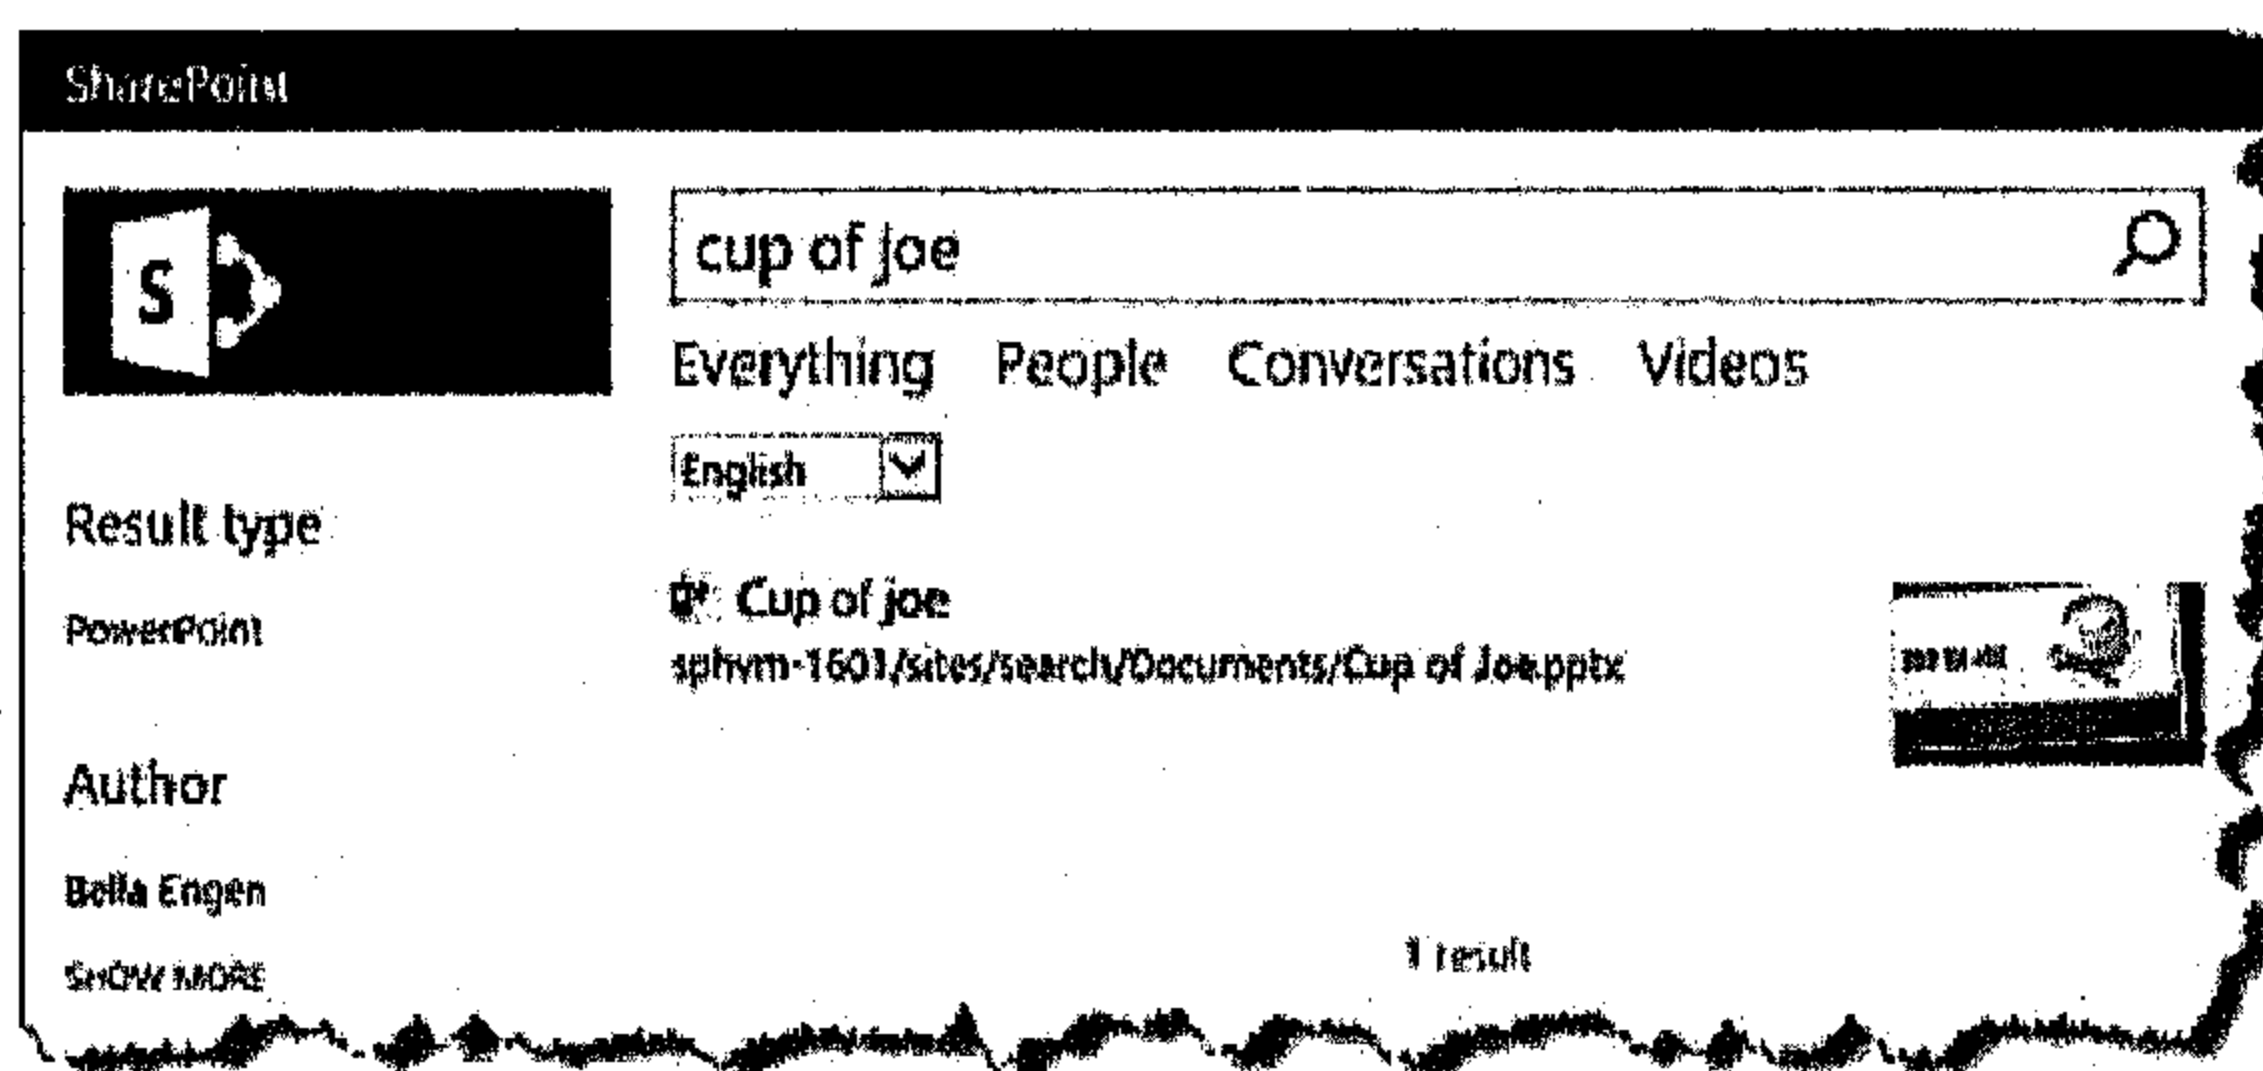 SharePoint
S
cup of joe
Everything People Conversations Videos
English
Result type
PowerPoint
Cup of joe
sphvm-1601/sites/search/Documents/Cup of Joe.pptx
Author
Bella Engen
SHOW MORE
1 result